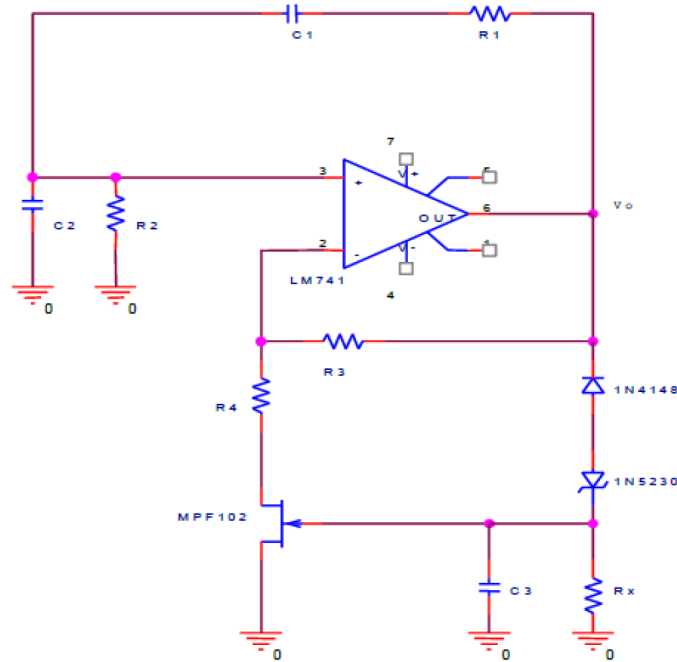 C1
R1
7
3
+
V+
5
C2
R2
OUT
6
Vo
2
-
V-
1
LM741
4
0
0
R3
1N4148
R4
1N5230
MPF102
C3
Rx
0
0
0